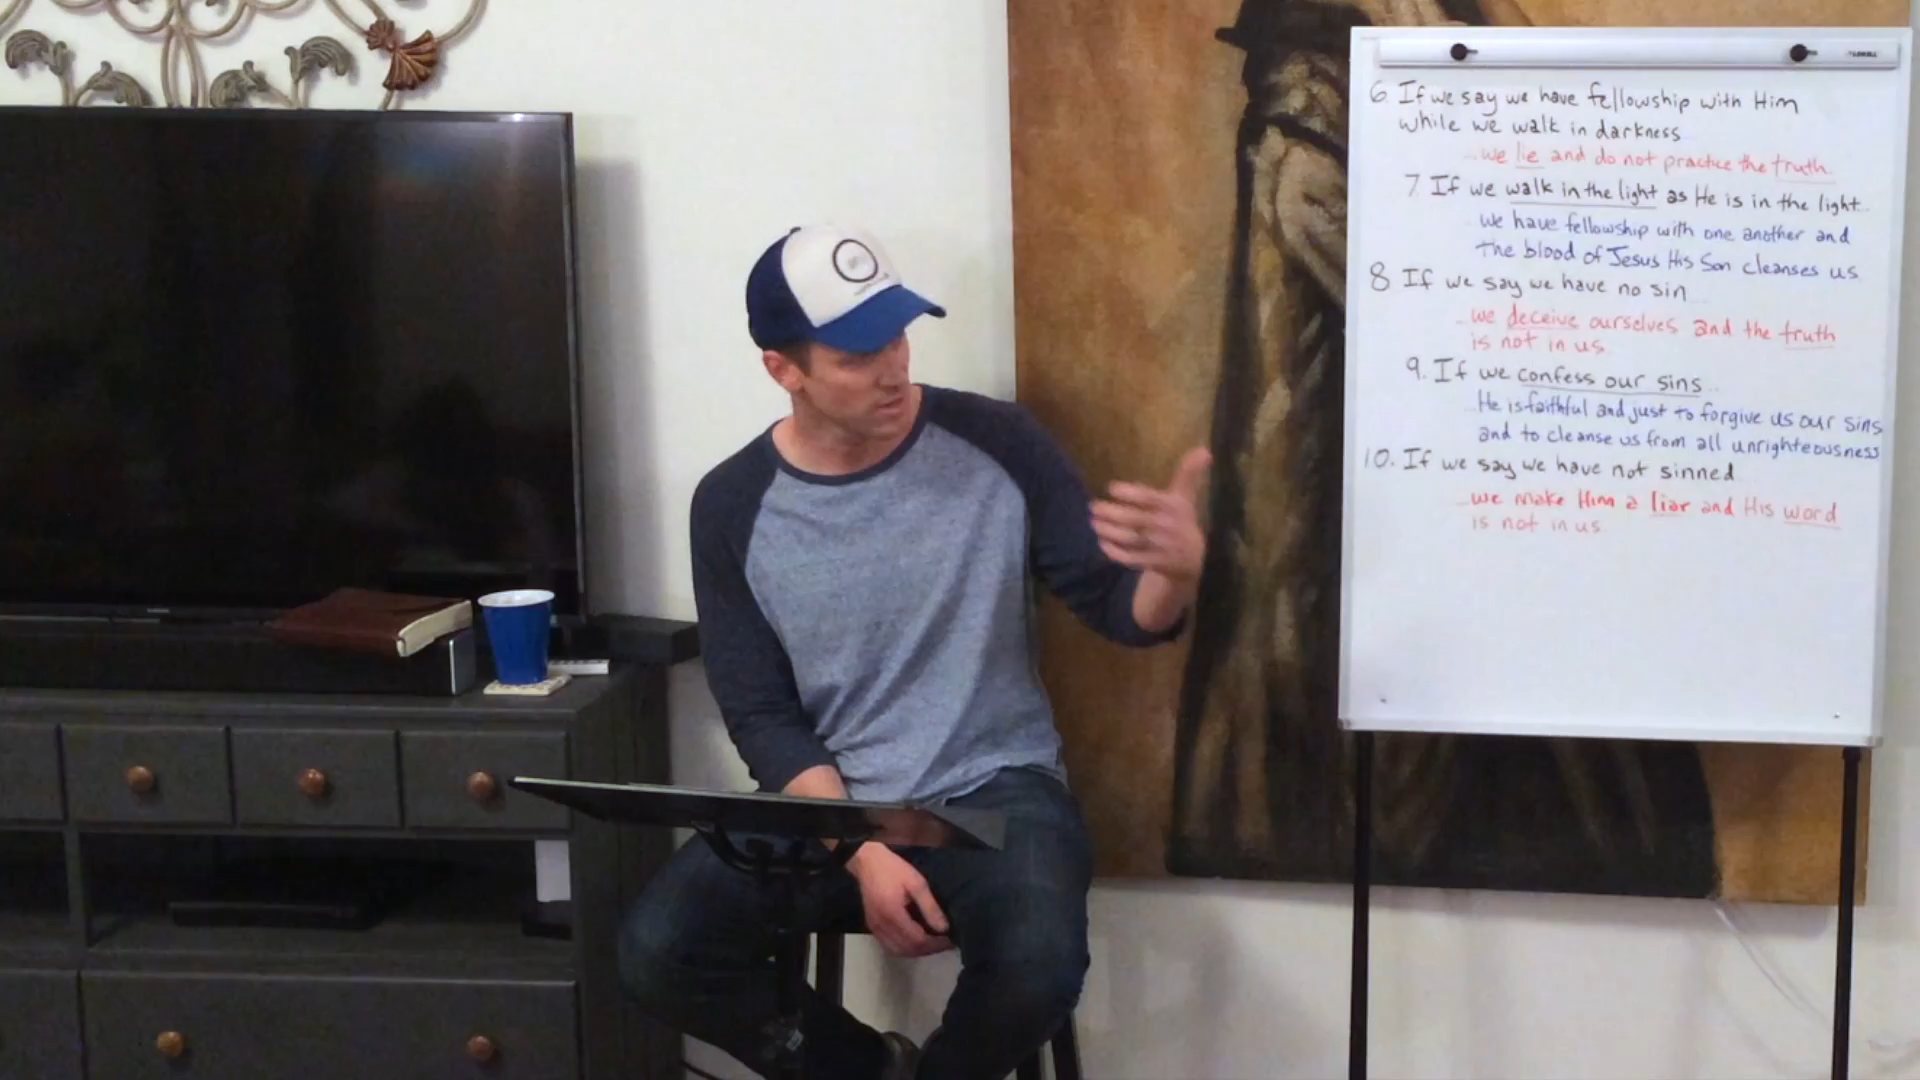 6. If we say we have fellowship with Him
while we walk in darkness
...we lie and do not practice the truth.
7. If we walk in the light as He is in the light...
...we have fellowship with one another and
the blood of Jesus His Son cleanses us
8 If we say we have no sin...
...we deceive ourselves and the truth
is not in us.
9. If we confess our sins...
...He is faithful and just to forgive us our sins
and to cleanse us from all unrighteousness
10. If we say we have not sinned
...we make Him a liar and His word
is not in us.